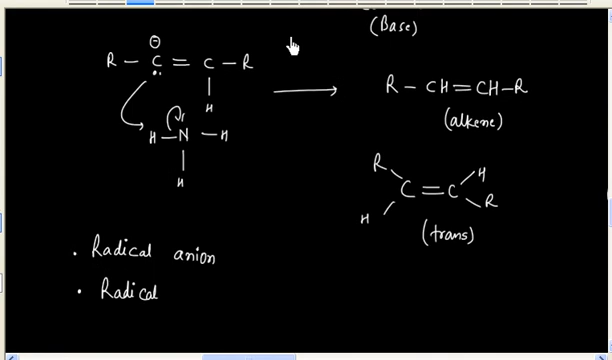 (Base)
⊖
R - C = C - R
H
H - N - H
H
R - CH = CH - R
(alkene)
R
H
C = C
H
R
(trans)
. Radical anion
. Radical